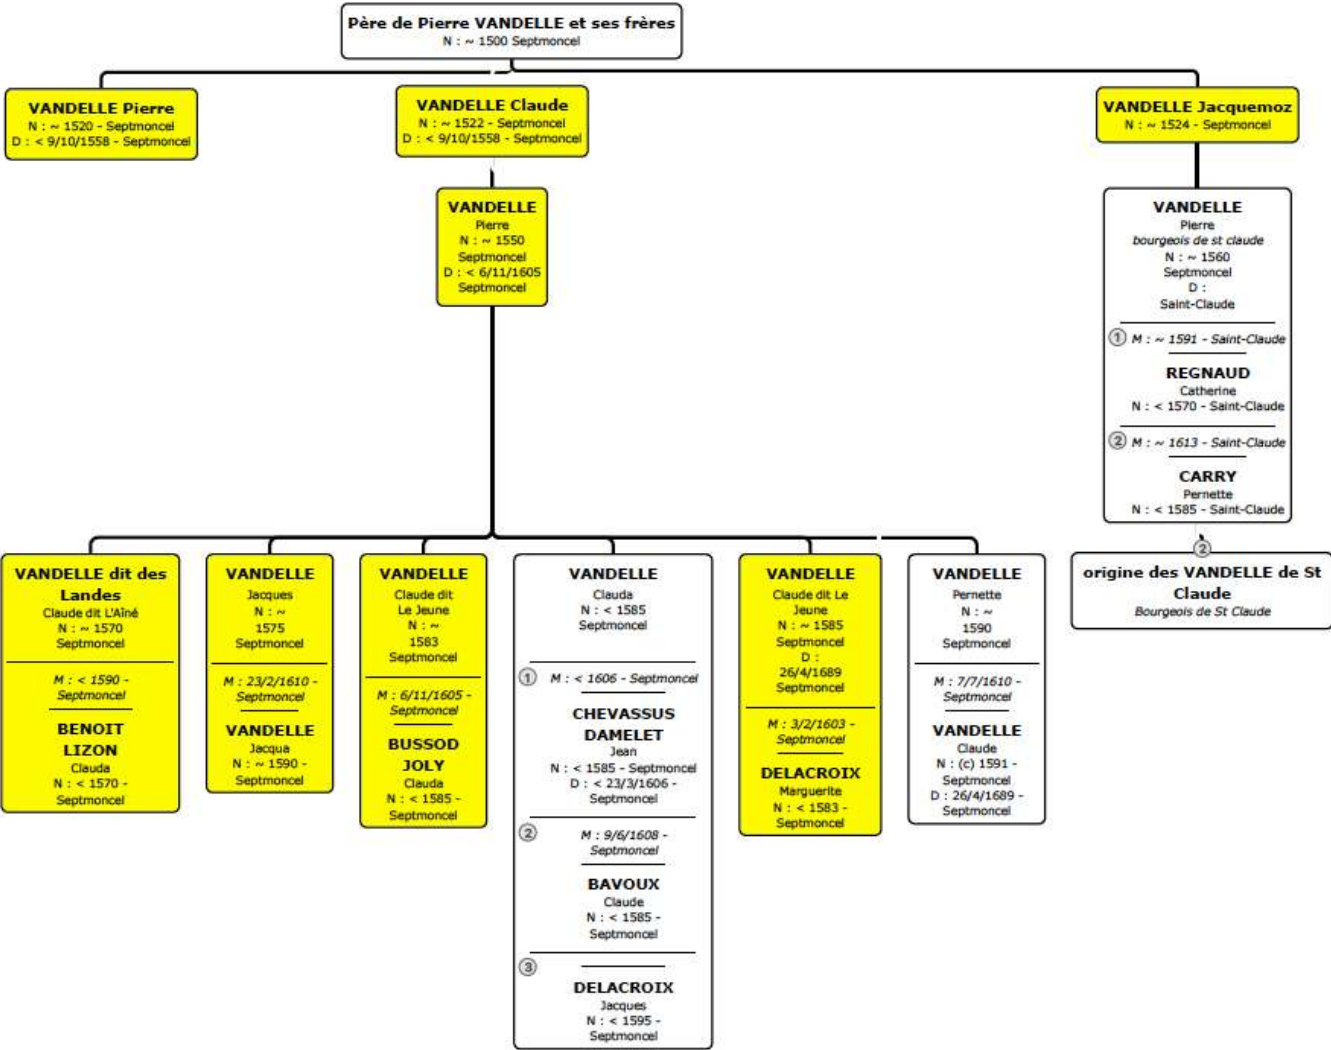 Père de Pierre VANDELLE et ses frères
N : ~ 1500 Septmoncel
VANDELLE Pierre
N : ~ 1520 - Septmoncel
D : < 9/10/1558 - Septmoncel
VANDELLE Claude
N : ~ 1522 - Septmoncel
D : < 9/10/1558 - Septmoncel
VANDELLE Jacquemoz
N : ~ 1524 - Septmoncel
VANDELLE
Pierre
N : ~ 1550
Septmoncel
D : < 6/11/1605
Septmoncel
VANDELLE
Pierre
bourgeois de st claude
N : ~ 1560
Septmoncel
D :
Saint-Claude
1 M : ~ 1591 - Saint-Claude
REGNAUD
Catherine
N : < 1570 - Saint-Claude
2 M : ~ 1613 - Saint-Claude
CARRY
Pernette
N : < 1585 - Saint-Claude
2
origine des VANDELLE de St
Claude
Bourgeois de St Claude
VANDELLE dit des
Landes
Claude dit L'Aîné
N : ~ 1570
Septmoncel
M : < 1590 -
Septmoncel
BENOIT
LIZON
Clauda
N : < 1570 -
Septmoncel
VANDELLE
Jacques
N : ~
1575
Septmoncel
M : 23/2/1610 -
Septmoncel
VANDELLE
Jacqua
N : ~ 1590 -
Septmoncel
VANDELLE
Claude dit
Le Jeune
N : ~
1583
Septmoncel
M : 6/11/1605 -
Septmoncel
BUSSOD
JOLY
Clauda
N : < 1585 -
Septmoncel
VANDELLE
Clauda
N : < 1585
Septmoncel
1 M : < 1606 - Septmoncel
CHEVASSUS
DAMELET
Jean
N : < 1585 - Septmoncel
D : < 23/3/1606 -
Septmoncel
2 M : 9/6/1608 -
Septmoncel
BAVOUX
Claude
N : < 1585 -
Septmoncel
3
DELACROIX
Jacques
N : < 1595 -
Septmoncel
VANDELLE
Claude dit Le
Jeune
N : ~ 1585
Septmoncel
D :
26/4/1689
Septmoncel
M : 3/2/1603 -
Septmoncel
DELACROIX
Marguerite
N : < 1583 -
Septmoncel
VANDELLE
Pernette
N : ~
1590
Septmoncel
M : 7/7/1610 -
Septmoncel
VANDELLE
Claude
N : (c) 1591 -
Septmoncel
D : 26/4/1689 -
Septmoncel